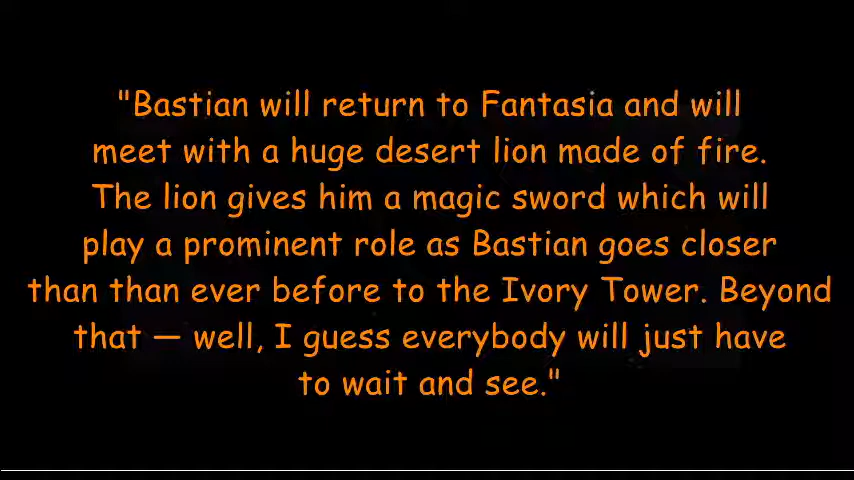 "Bastian will return to Fantasia and will
meet with a huge desert lion made of fire.
The lion gives him a magic sword which will
play a prominent role as Bastian goes closer
than than ever before to the Ivory Tower. Beyond
that — well, I guess everybody will just have
to wait and see."